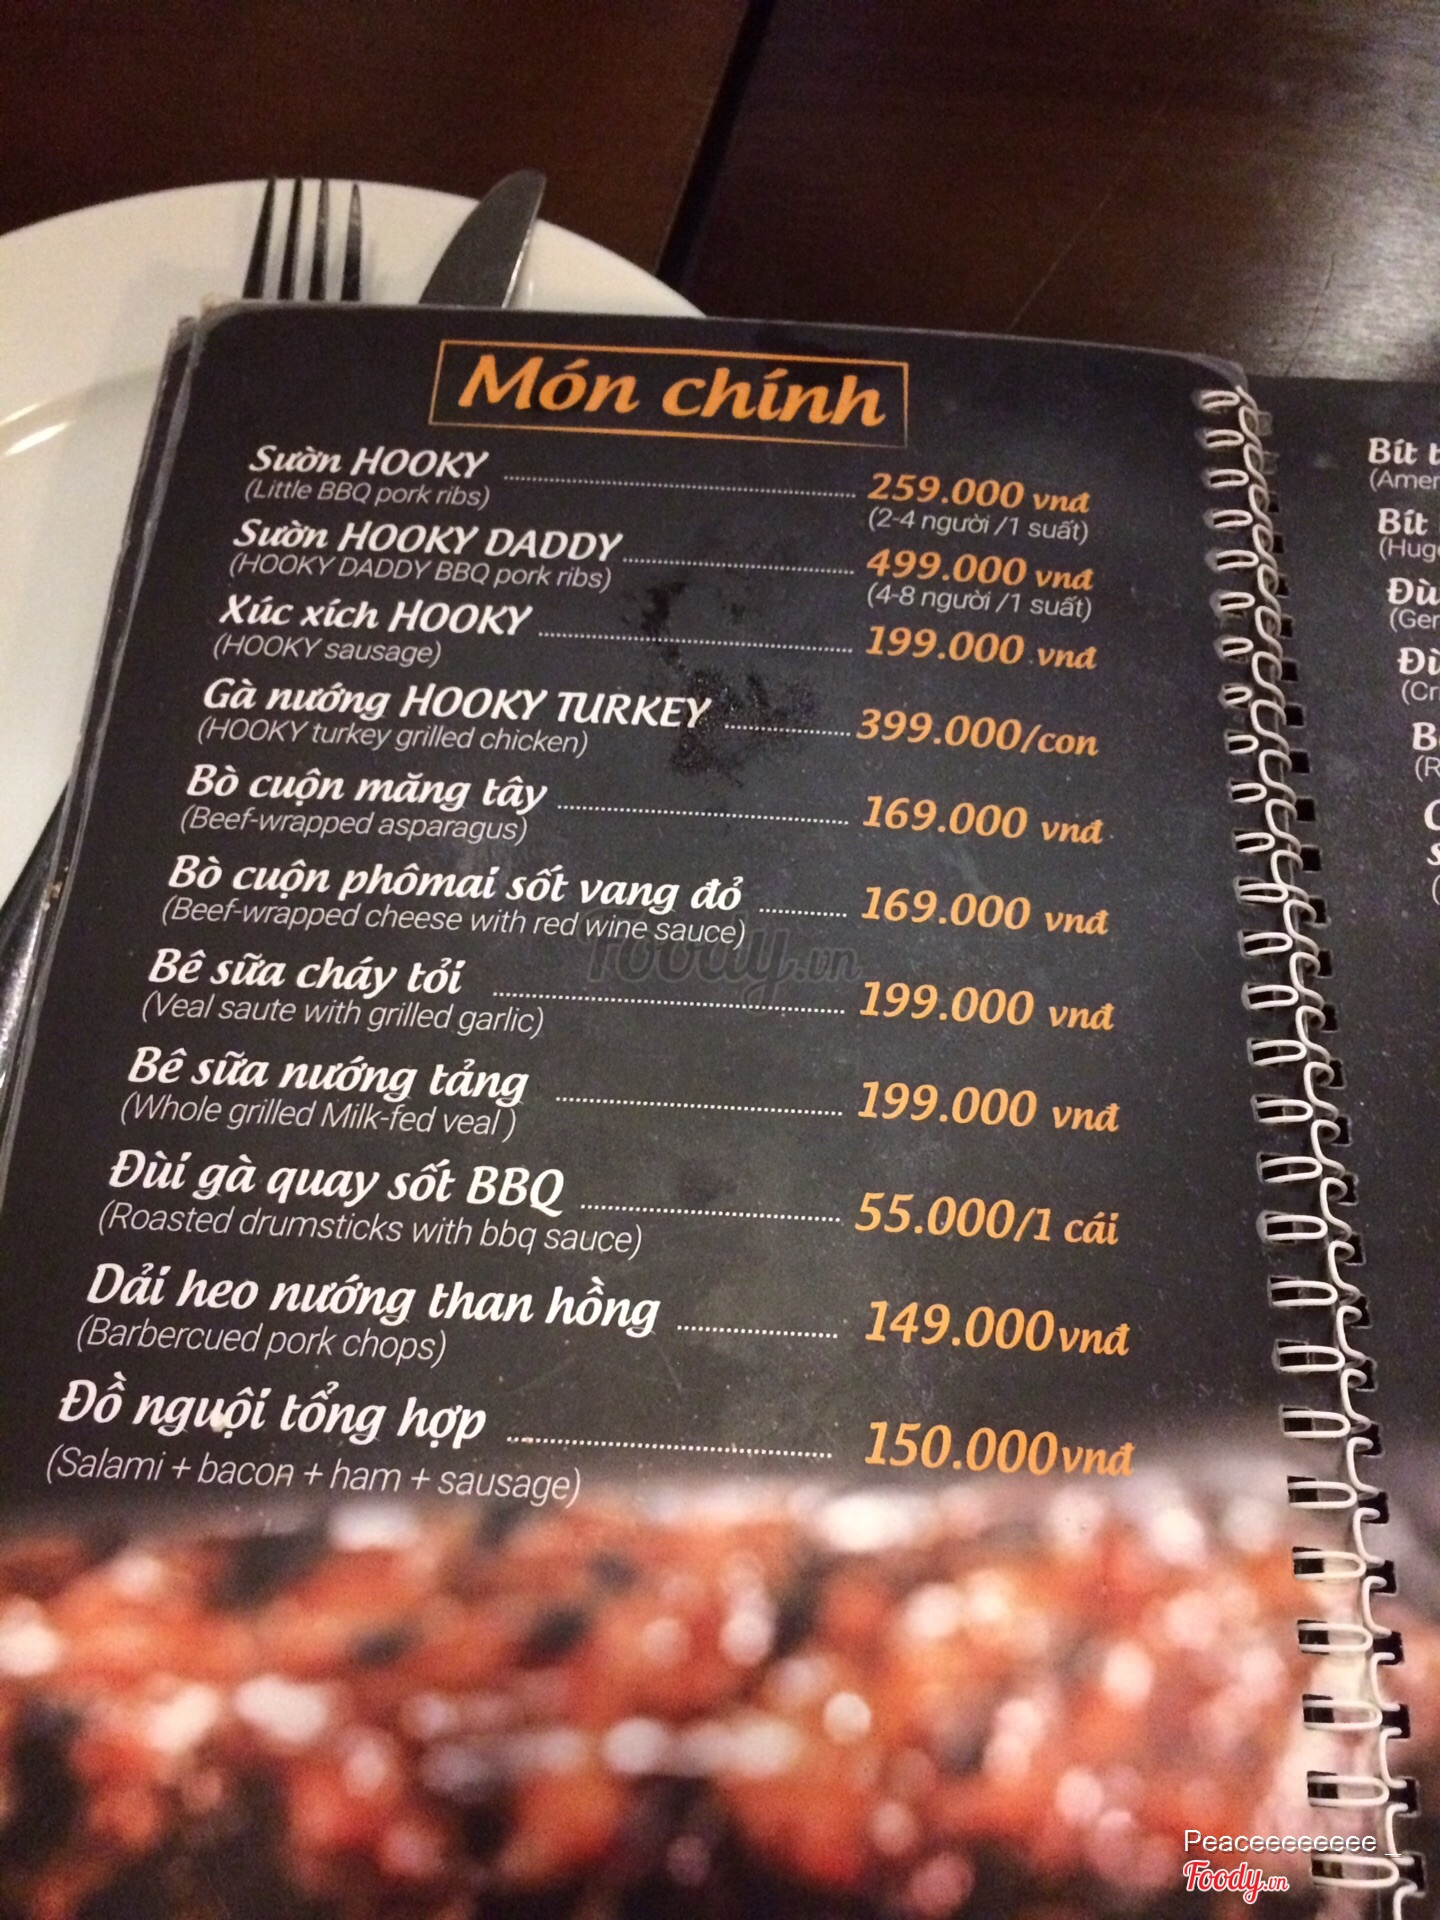 Món chính
Sườn HOOKY 259.000 vnđ
(Little BBQ pork ribs) (2-4 người /1 suất)
Sườn HOOKY DADDY 499.000 vnđ
(HOOKY DADDY BBQ pork ribs) (4-8 người /1 suất)
Xúc xích HOOKY 199.000 vnđ
(HOOKY sausage)
Gà nướng HOOKY TURKEY 399.000/con
(HOOKY turkey grilled chicken)
Bò cuộn măng tây 169.000 vnđ
(Beef-wrapped asparagus)
Bò cuộn phômai sốt vang đỏ 169.000 vnđ
(Beef-wrapped cheese with red wine sauce)
Bê sữa cháy tỏi 199.000 vnđ
(Veal saute with grilled garlic)
Bê sữa nướng tảng 199.000 vnđ
(Whole grilled Milk-fed veal )
Đùi gà quay sốt BBQ 55.000/1 cái
(Roasted drumsticks with bbq sauce)
Dải heo nướng than hồng 149.000vnđ
(Barbercued pork chops)
Đồ nguội tổng hợp 150.000vnđ
(Salami + bacon + ham + sausage)
Bít
Bít
Foody.vn
Peaceeeeeeeee _
Foody.vn